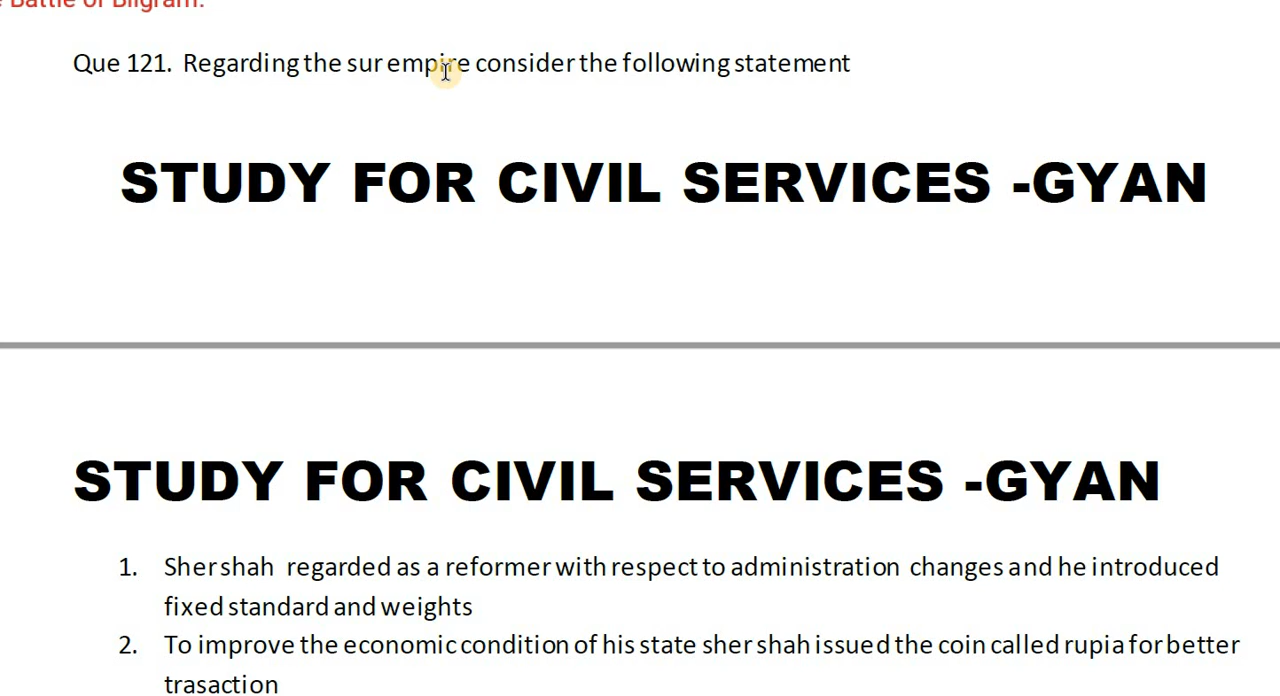 Battle of Bilgram.
Que 121. Regarding the sur empire consider the following statement
STUDY FOR CIVIL SERVICES -GYAN
STUDY FOR CIVIL SERVICES -GYAN
1. Sher shah regarded as a reformer with respect to administration changes and he introduced
fixed standard and weights
2. To improve the economic condition of his state sher shah issued the coin called rupia for better
trasaction